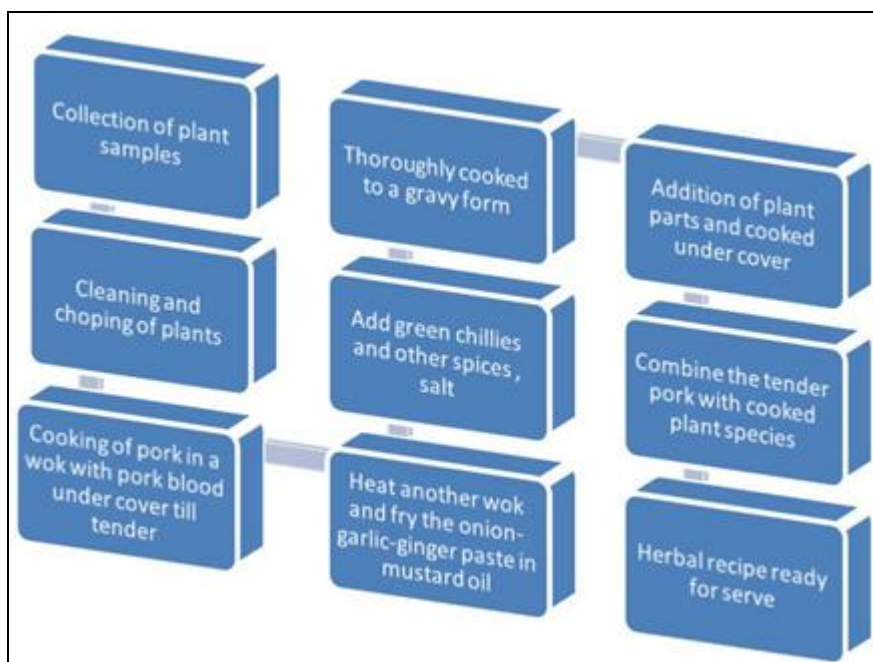 Collection of plant
samples
Cleaning and
choping of plants
Cooking of pork in a
wok with pork blood
under cover till
tender
Heat another wok
and fry the onion-
garlic-ginger paste in
mustard oil
Add green chillies
and other spices ,
salt
Thoroughly cooked
to a gravy form
Addition of plant
parts and cooked
under cover
Combine the tender
pork with cooked
plant species
Herbal recipe ready
for serve